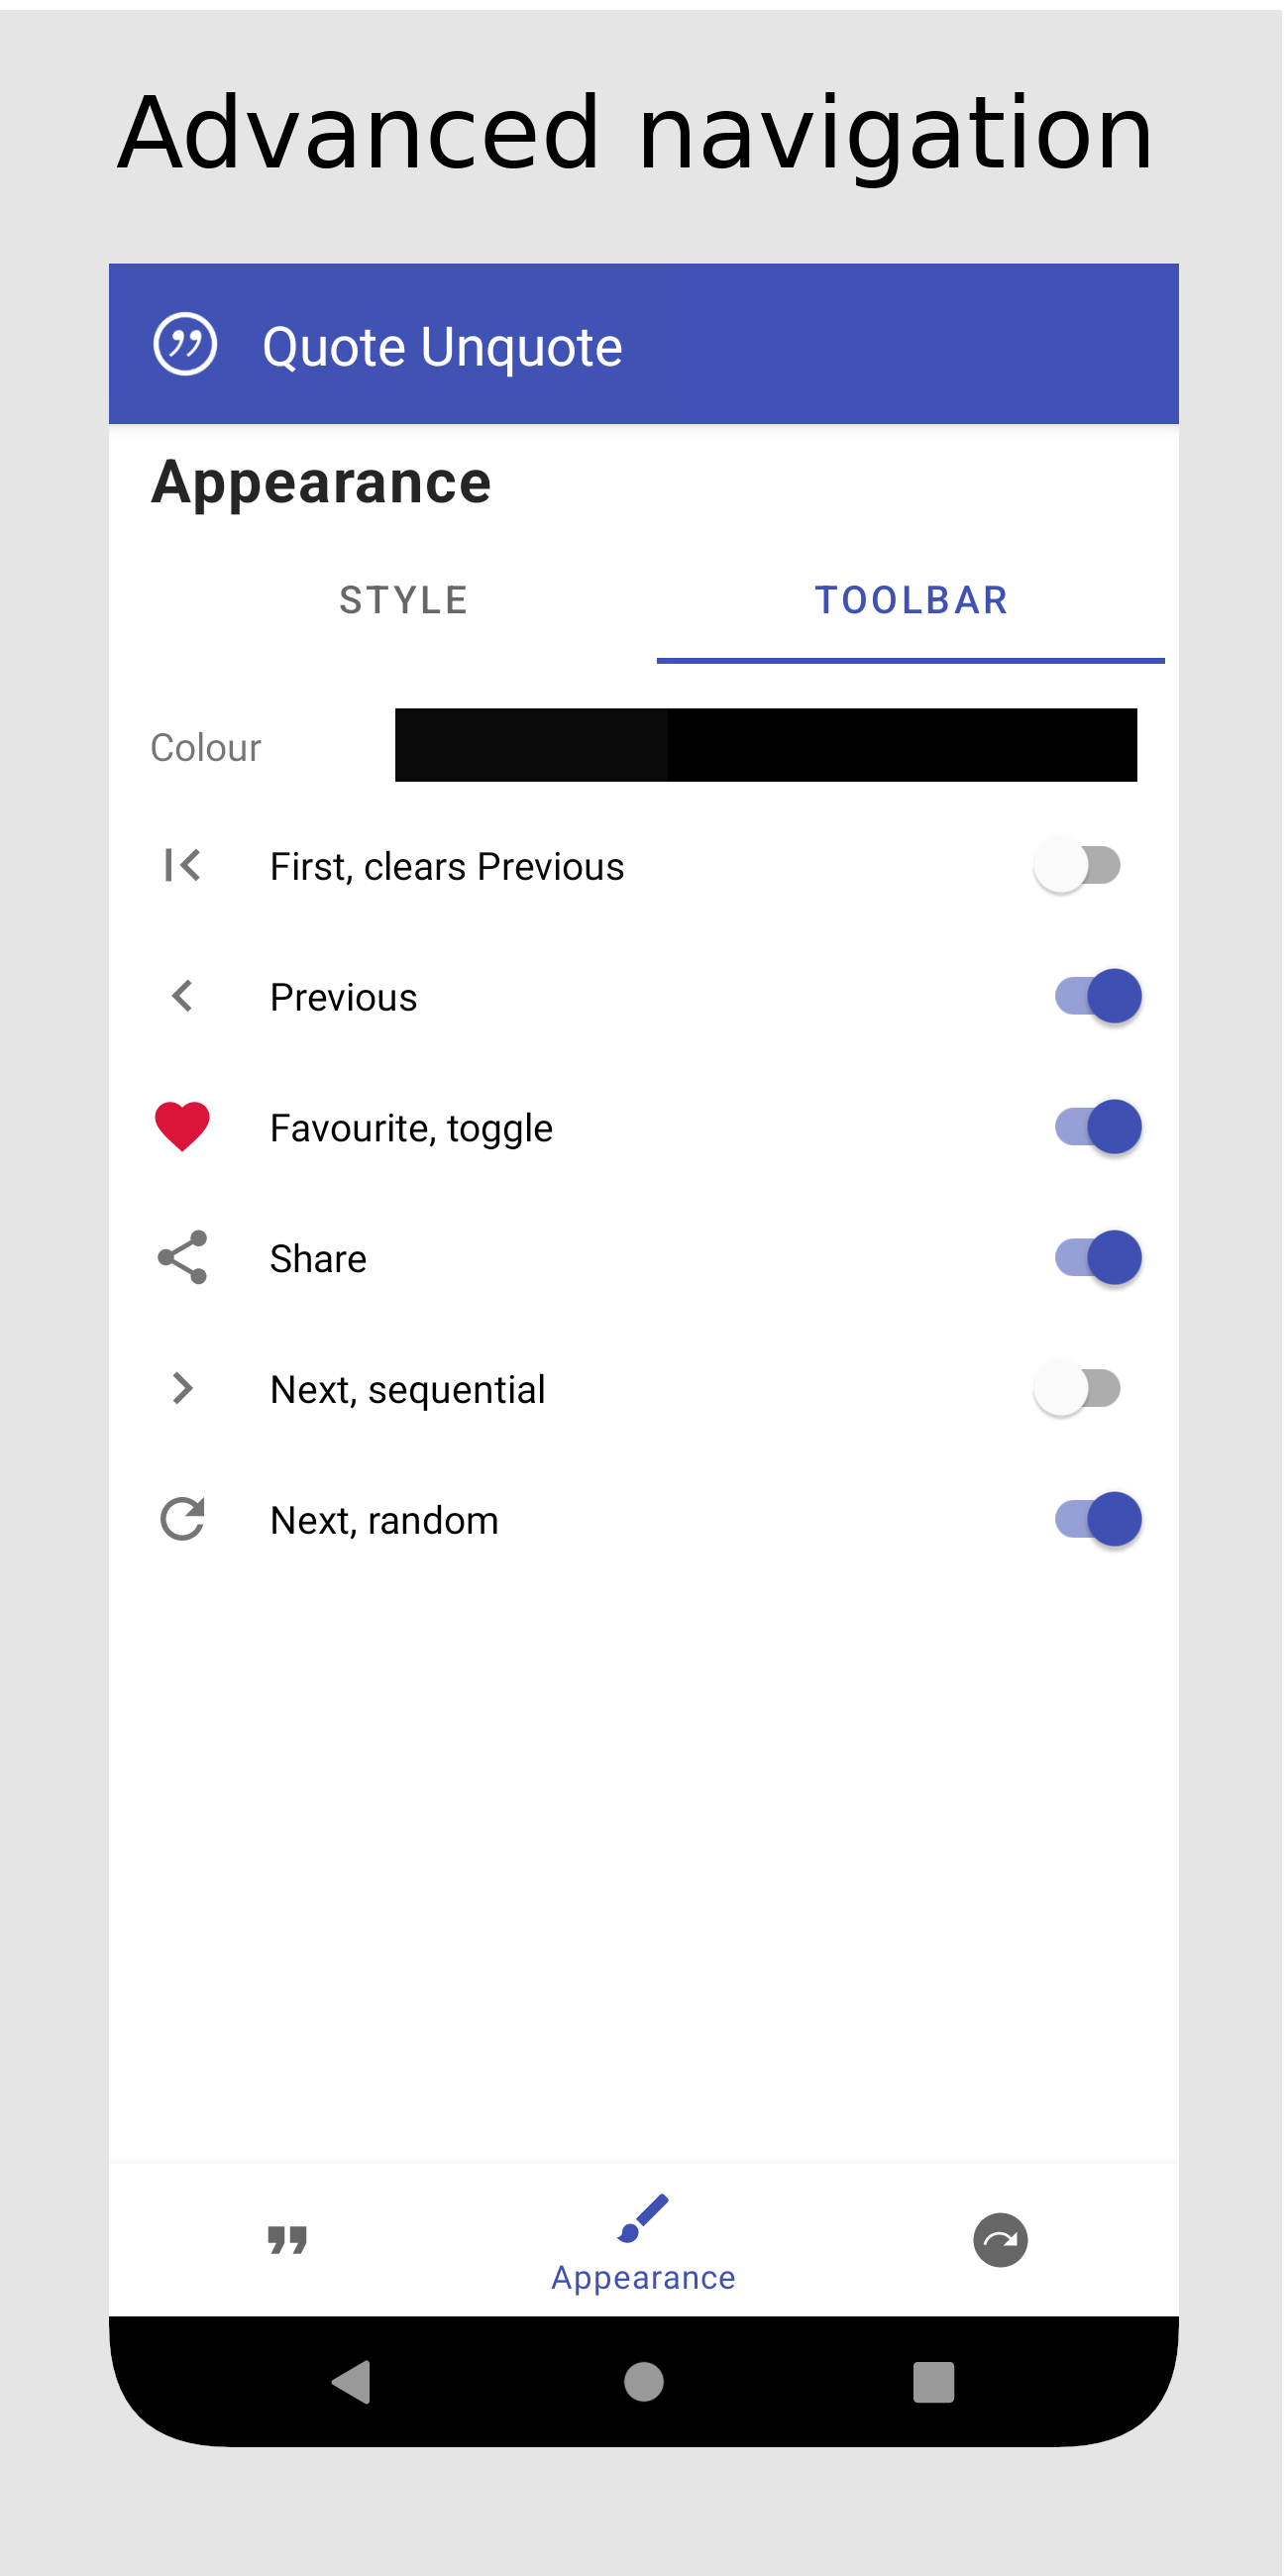 Advanced navigation
Quote Unquote
Appearance
STYLE
TOOLBAR
Colour
First, clears Previous
Previous
Favourite, toggle
Share
Next, sequential
Next, random
Appearance